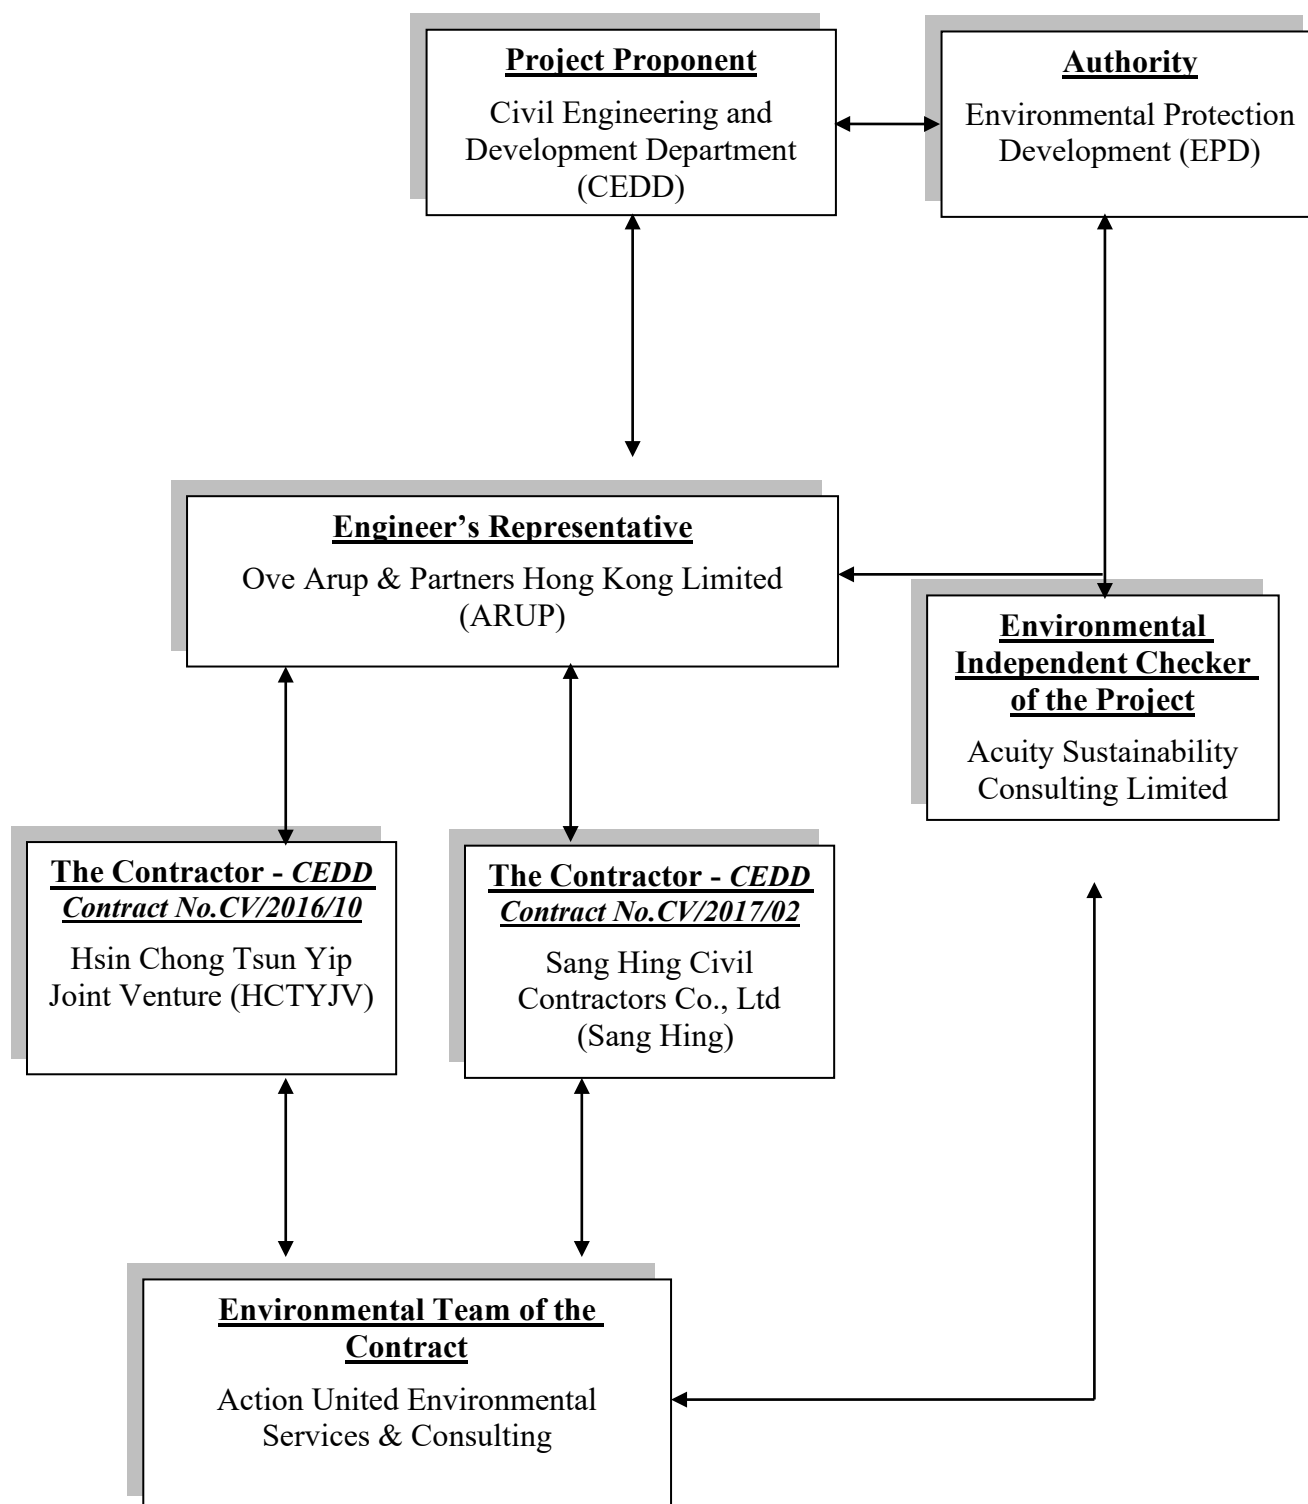 Project Proponent
Civil Engineering and
Development Department
(CEDD)
Authority
Environmental Protection
Development (EPD)
Engineer’s Representative
Ove Arup & Partners Hong Kong Limited
(ARUP)
Environmental
Independent Checker
of the Project
Acuity Sustainability
Consulting Limited
The Contractor - CEDD
Contract No.CV/2016/10
Hsin Chong Tsun Yip
Joint Venture (HCTYJV)
The Contractor - CEDD
Contract No.CV/2017/02
Sang Hing Civil
Contractors Co., Ltd
(Sang Hing)
Environmental Team of the
Contract
Action United Environmental
Services & Consulting